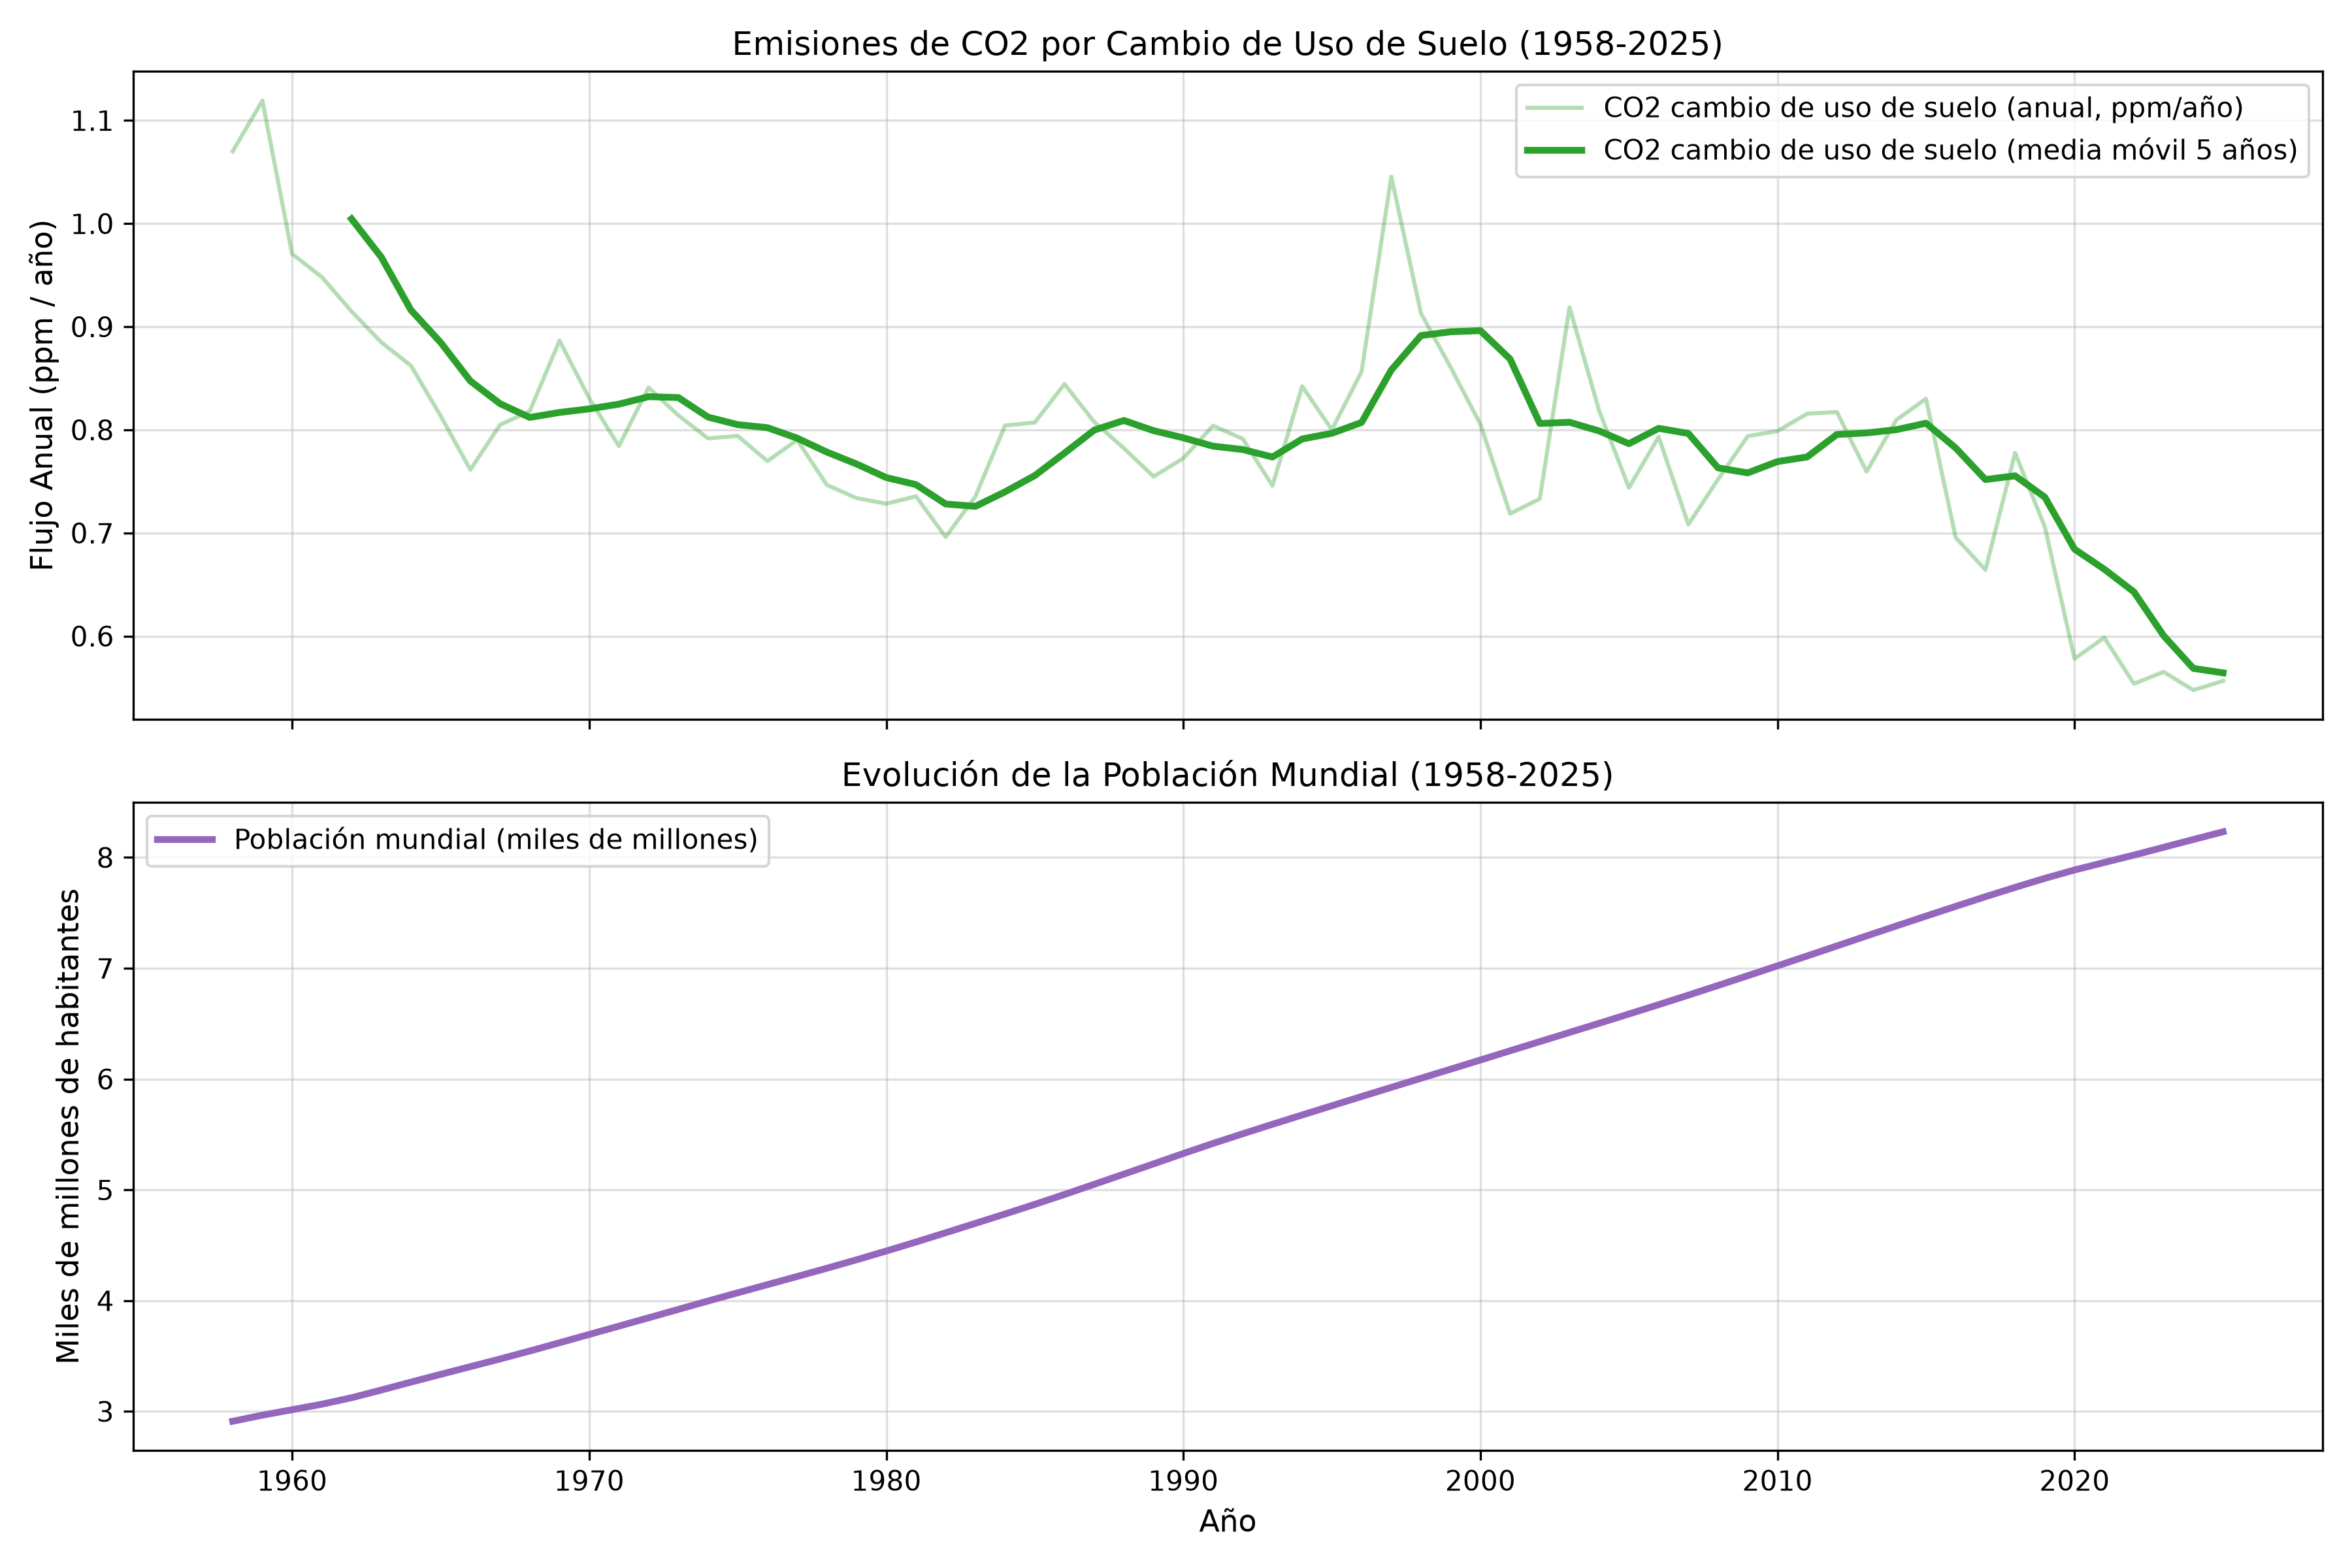 Emisiones de CO2 por Cambio de Uso de Suelo (1958-2025)
CO2 cambio de uso de suelo (anual, ppm/año)
CO2 cambio de uso de suelo (media móvil 5 años)
Flujo Anual (ppm / año)
1.1
1.0
0.9
0.8
0.7
0.6
Evolución de la Población Mundial (1958-2025)
Población mundial (miles de millones)
Miles de millones de habitantes
8
7
6
5
4
3
1960 1970 1980 1990 2000 2010 2020
Año